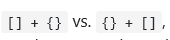 [] + {} vs. {} + [],